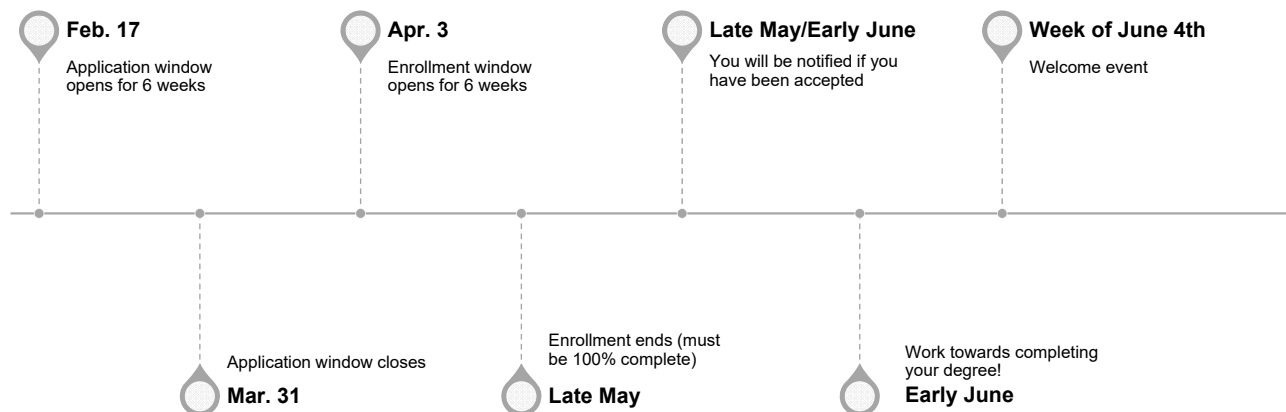 Feb. 17
Application window
opens for 6 weeks
Apr. 3
Enrollment window
opens for 6 weeks
Late May/Early June
You will be notified if you
have been accepted
Week of June 4th
Welcome event
Application window closes
Mar. 31
Enrollment ends (must
be 100% complete)
Late May
Work towards completing
your degree!
Early June